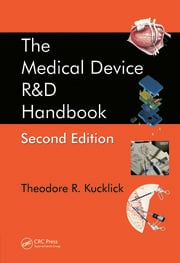 The
Medical Device
R&D
Handbook
Second Edition
Theodore R. Kucklick
CRC Press